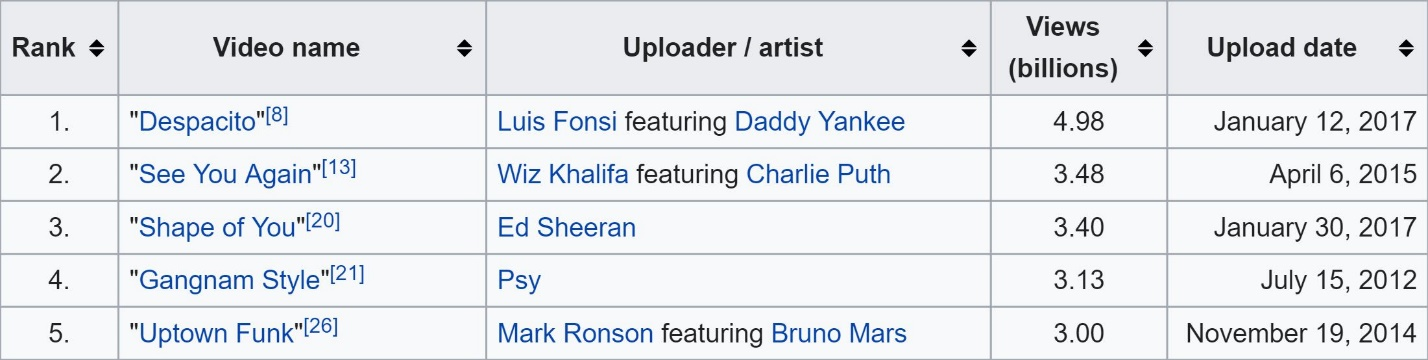 Rank Video name Uploader / artist Views (billions) Upload date
1. "Despacito"[8] Luis Fonsi featuring Daddy Yankee 4.98 January 12, 2017
2. "See You Again"[13] Wiz Khalifa featuring Charlie Puth 3.48 April 6, 2015
3. "Shape of You"[20] Ed Sheeran 3.40 January 30, 2017
4. "Gangnam Style"[21] Psy 3.13 July 15, 2012
5. "Uptown Funk"[26] Mark Ronson featuring Bruno Mars 3.00 November 19, 2014